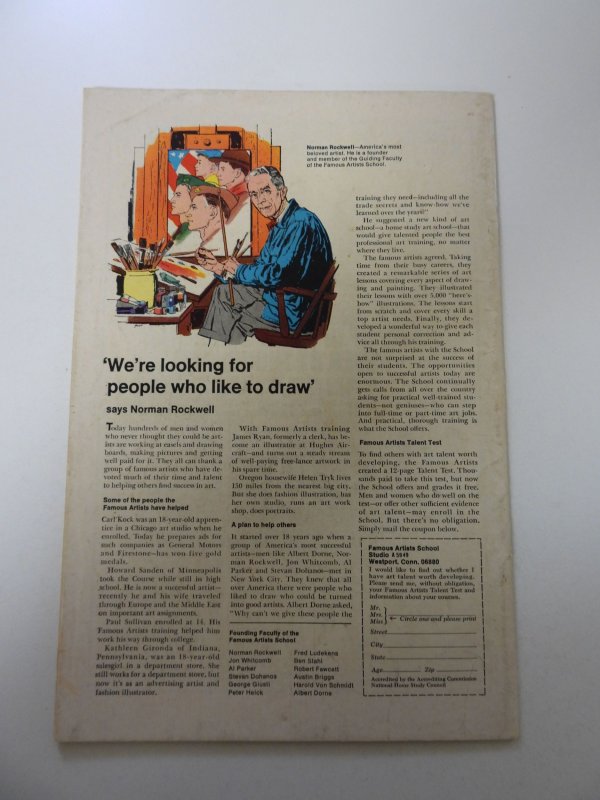 Norman Rockwell—America's most
beloved artist. He is a founder
and member of the Guiding Faculty
of the Famous Artists School.
'We're looking for
people who like to draw'
says Norman Rockwell
Today hundreds of men and women
who never thought they could be art-
ists are working at easels and drawing
boards, making pictures and getting
well paid for it. They all can thank a
group of famous artists who have de-
voted much of their time and talent
to helping others find success in art.
Some of the people the
Famous Artists have helped
Carl Kock was an 18-year-old appren-
tice in a Chicago art studio when he
enrolled. Today he prepares ads for
such companies as General Motors
and Firestone—has won five gold
medals.
Howard Sanden of Minneapolis
took the Course while still in high
school. He is now a successful artist—
recently he and his wife traveled
through Europe and the Middle East
on important art assignments.
Paul Sullivan enrolled at 14. His
Famous Artists training helped him
work his way through college.
Kathleen Gironda of Indiana,
Pennsylvania, was an 18-year-old
salesgirl in a department store. She
still works for a department store, but
now it's as an advertising artist and
fashion illustrator.
With Famous Artists training
James Ryan, formerly a clerk, has be-
come an illustrator at Hughes Air-
craft—and turns out a steady stream
of well-paying free-lance artwork in
his spare time.
Oregon housewife Helen Tryk lives
150 miles from the nearest big city.
But she does fashion illustration, has
her own studio, runs an art work
shop, does portraits.
A plan to help others
It started over 18 years ago when a
group of America's most successful
artists—men like Albert Dorne, Nor-
man Rockwell, Jon Whitcomb, Al
Parker and Stevan Dohanos—met in
New York City. They knew that all
over America there were people who
liked to draw who could be turned
into good artists. Albert Dorne asked,
"Why can't we give these people the
Founding Faculty of the
Famous Artists School
Norman Rockwell
Jon Whitcomb
Al Parker
Stevan Dohanos
George Giusti
Peter Helck
Fred Ludekens
Ben Stahl
Robert Fawcett
Austin Briggs
Harold Von Schmidt
Albert Dorne
training they need—including all the
trade secrets and know-how we've
learned over the years?"
He suggested a new kind of art
school—a home study art school—that
would give talented people the best
professional art training, no matter
where they live.
The famous artists agreed. Taking
time from their busy careers, they
created a remarkable series of art
lessons covering every aspect of draw-
ing and painting. They illustrated
their lessons with over 5,000 "here's-
how" illustrations. The lessons start
from scratch and cover every skill a
top artist needs. Finally, they de-
veloped a wonderful way to give each
student personal correction and ad-
vice all through his training.
The famous artists with the School
are not surprised at the success of
their students. The opportunities
open to successful artists today are
enormous. The School continually
gets calls from all over the country
asking for practical well-trained stu-
dents—not geniuses—who can step
into full-time or part-time art jobs.
And practical, thorough training is
what the School offers.
Famous Artists Talent Test
To find others with art talent worth
developing, the Famous Artists
created a 12-page Talent Test. Thou-
sands paid to take this test, but now
the School offers and grades it free.
Men and women who do well on the
test—or offer other sufficient evidence
of art talent—may enroll in the
School. But there's no obligation.
Simply mail the coupon below.
Famous Artists School
Studio
Westport, Conn. 06880
I would like to find out whether I
have art talent worth developing.
Please send me, without obligation,
your Famous Artists Talent Test and
information about your courses.
Mr.
Mrs.
Miss
Circle one and please print
Street
City
State
Age Zip
Accredited by the Accrediting Commission
National Home Study Council